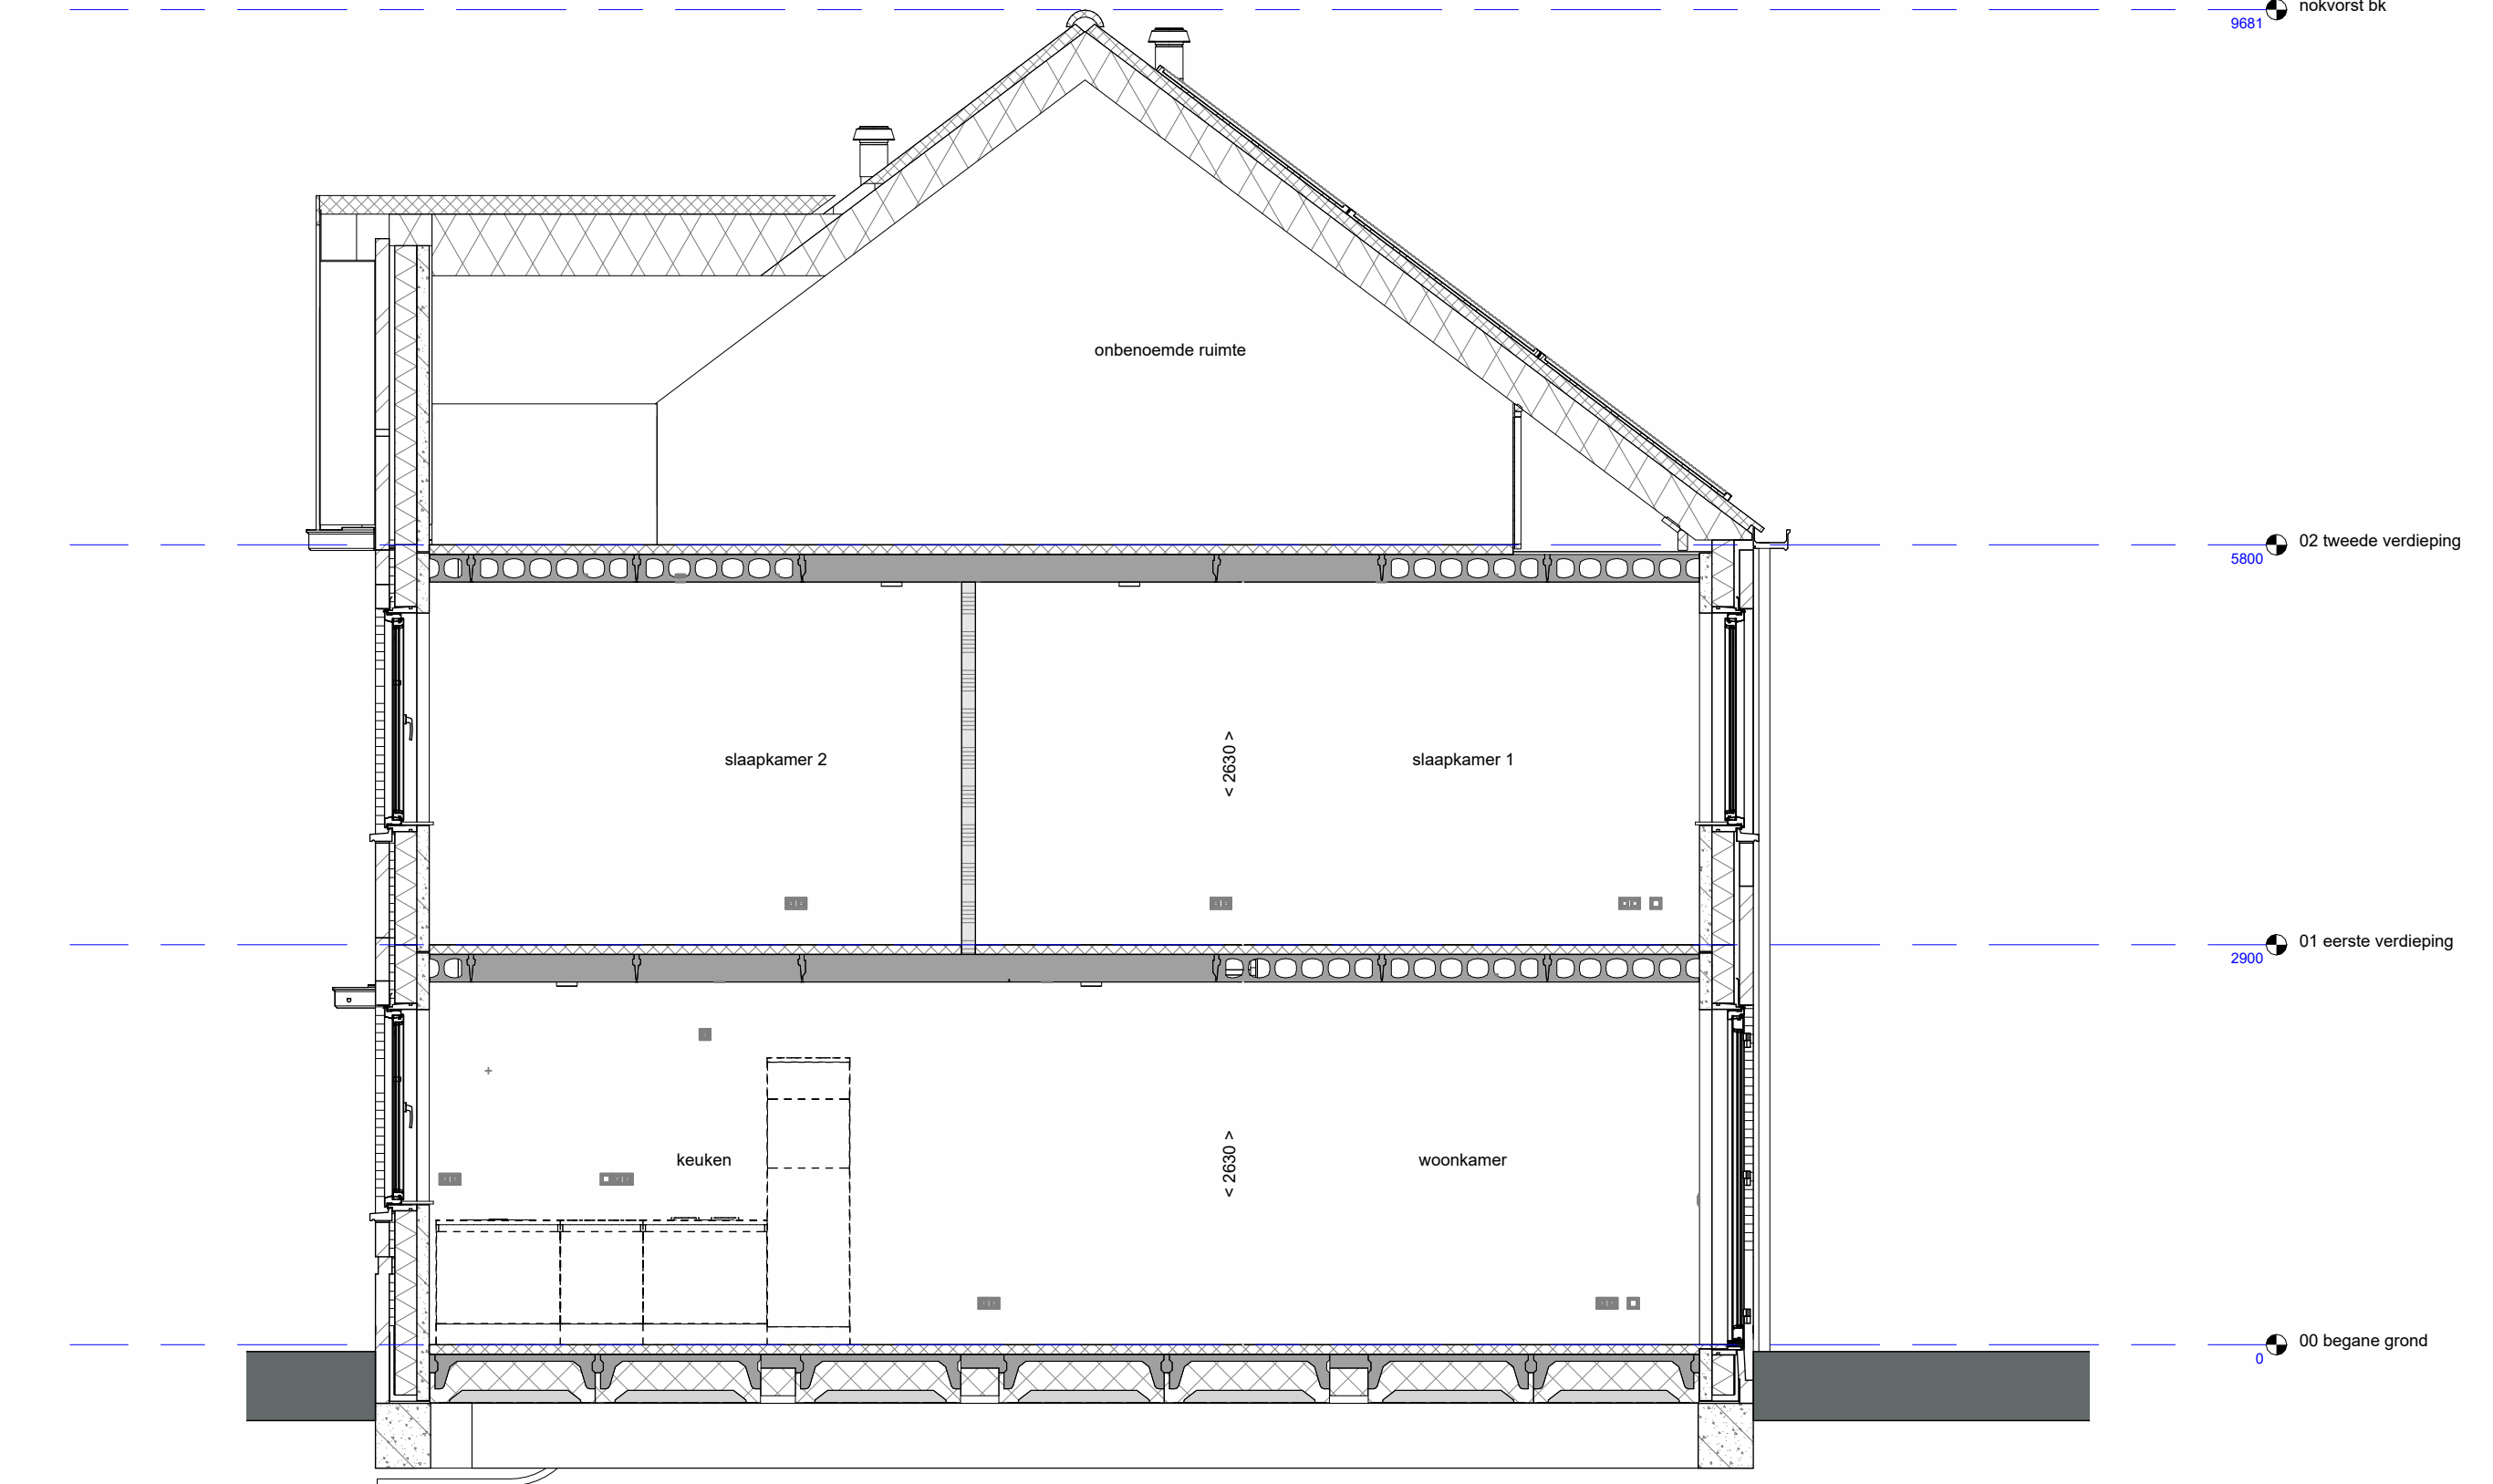 nokvorst bk
9681
onbenoemde ruimte
02 tweede verdieping
5800
slaapkamer 2
< 2630 >
slaapkamer 1
01 eerste verdieping
2900
keuken
< 2630 >
woonkamer
00 begane grond
0